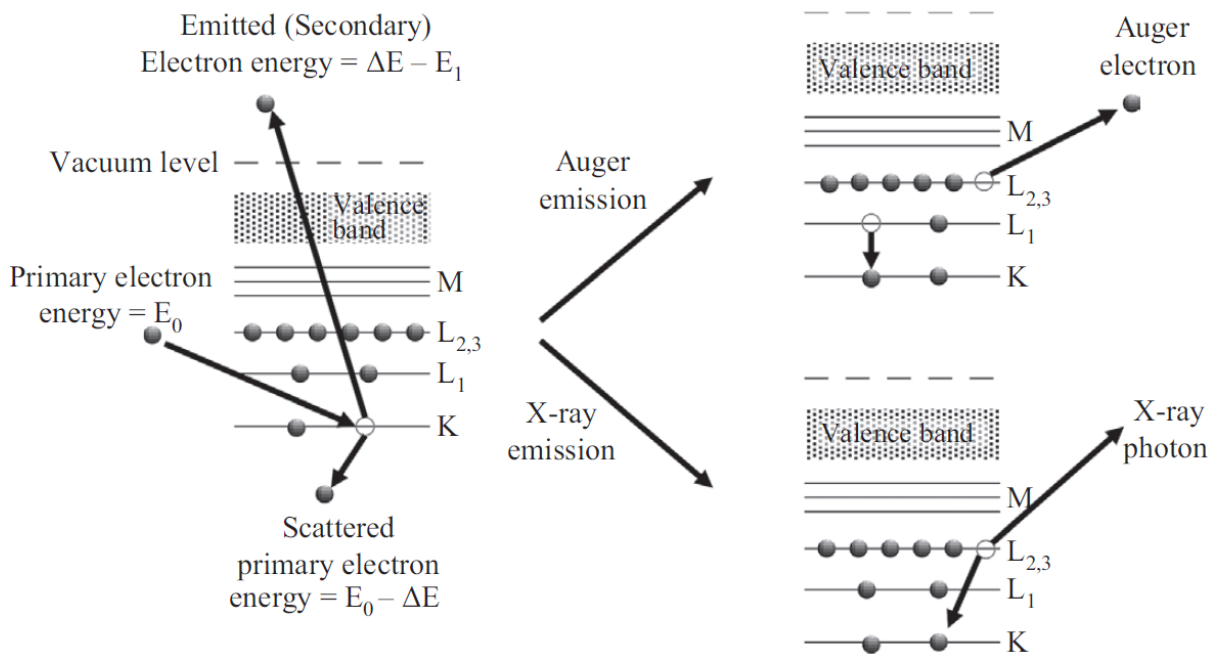 Emitted (Secondary)
Electron energy = ΔE – E₁
Vacuum level
Valence
band
Primary electron
energy = E₀
M
L₂,₃
L₁
K
Scattered
primary electron
energy = E₀ – ΔE
Auger
emission
X-ray
emission
Valence band
Auger
electron
M
L₂,₃
L₁
K
Valence band
X-ray
photon
M
L₂,₃
L₁
K